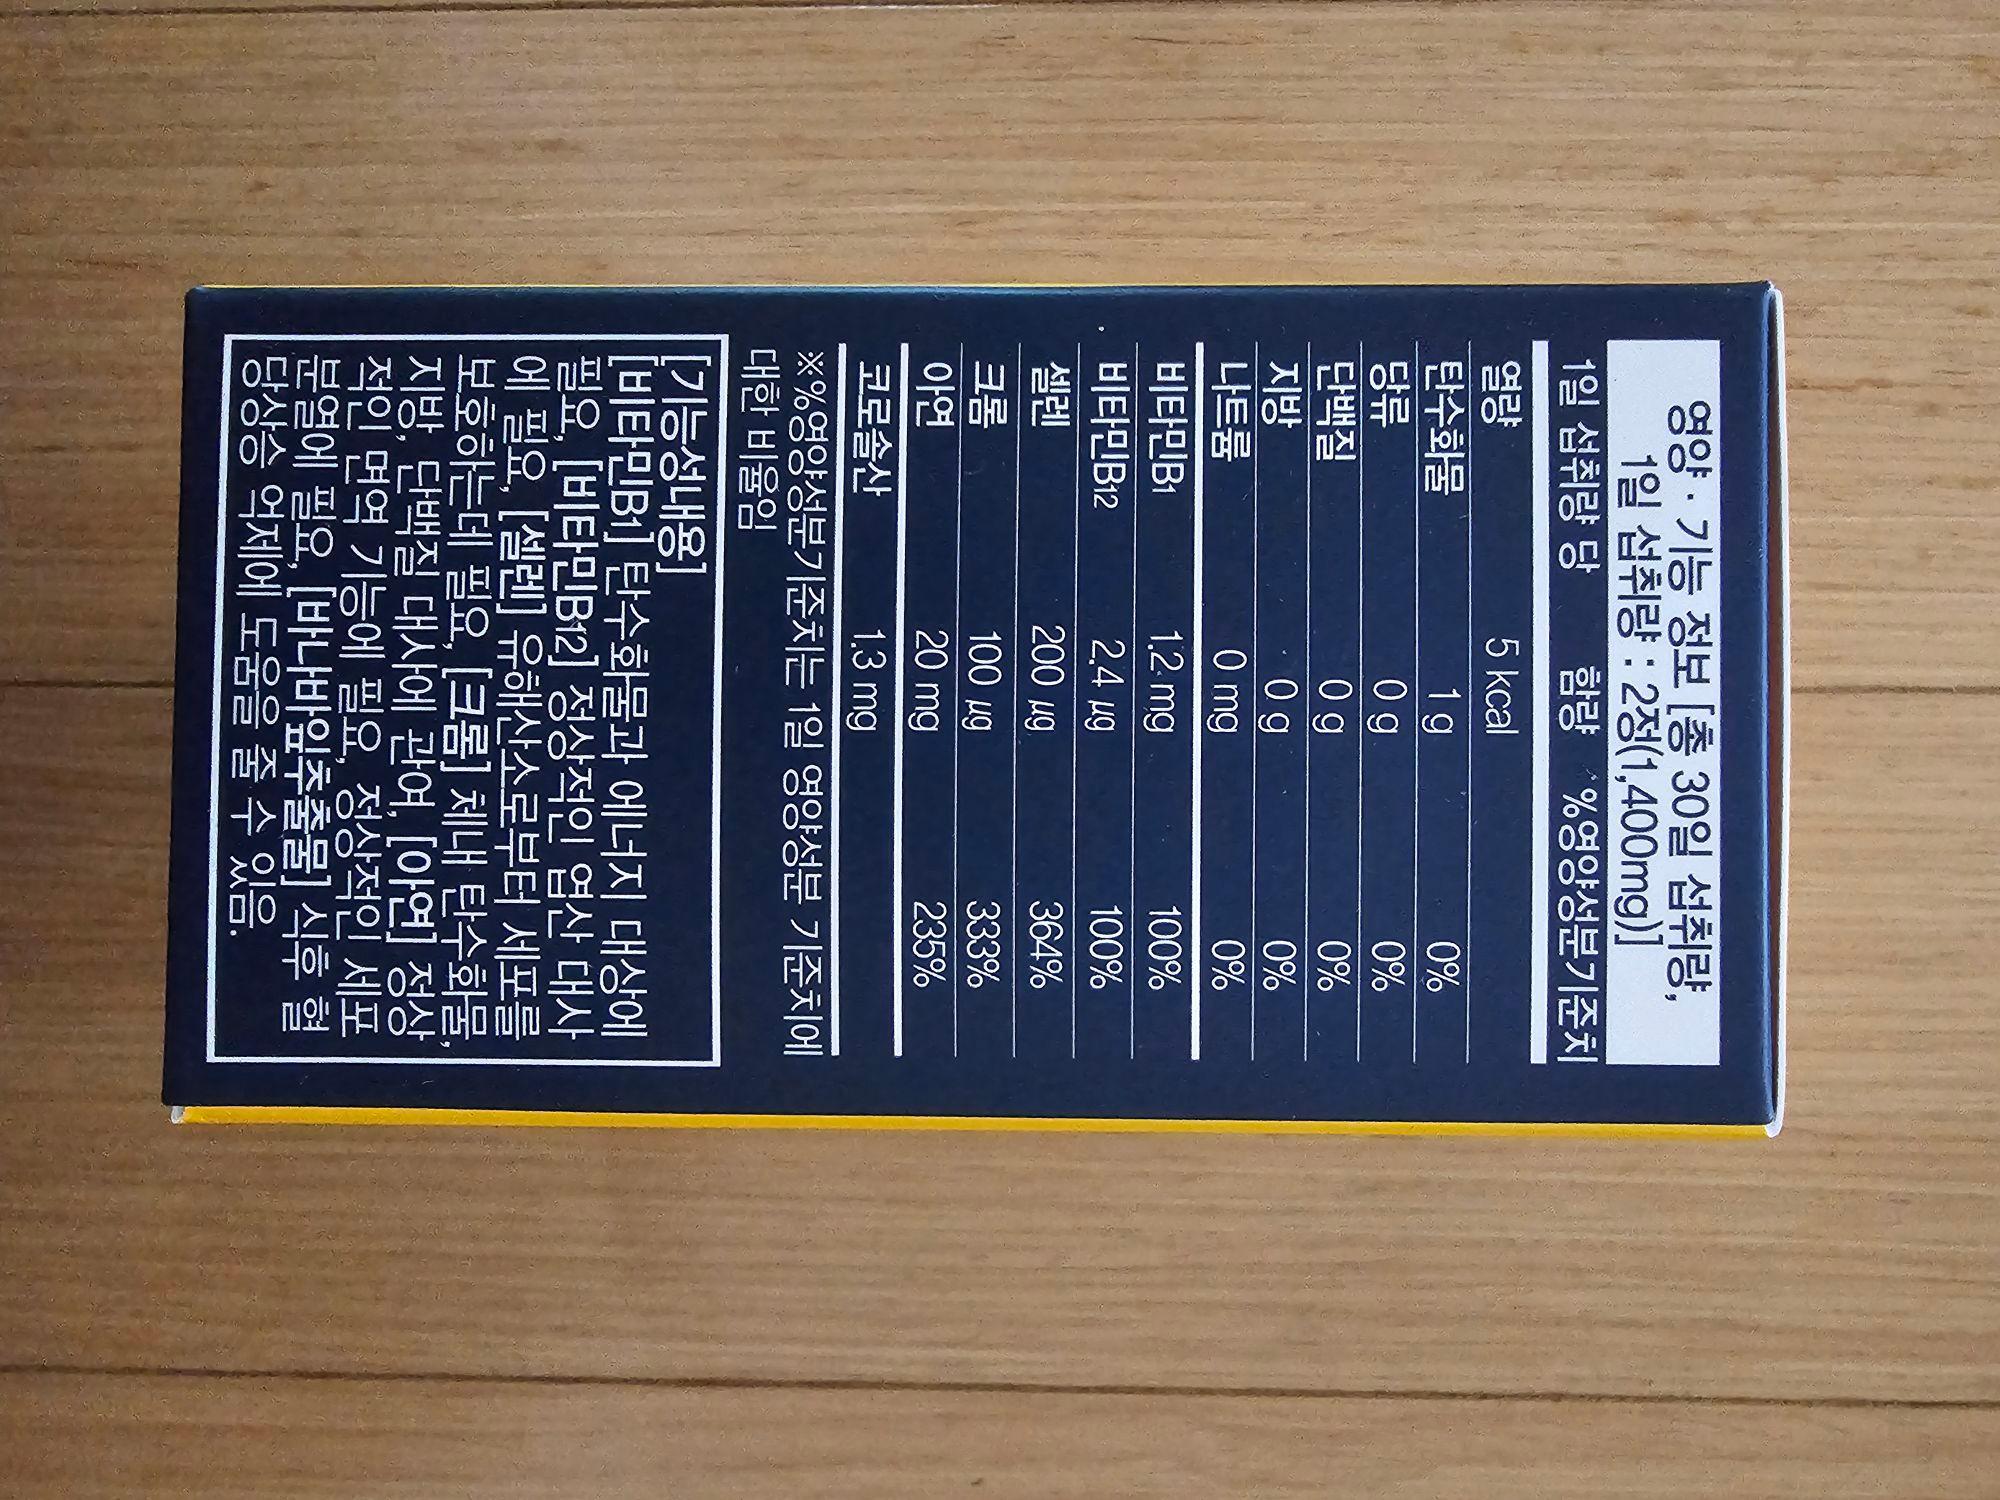 영양 · 기능 정보 [총 30일 섭취량,
1일 섭취량 : 2정(1,400mg)]
1일 섭취량 당 함량 %영양성분기준치
열량 5 kcal
탄수화물 1 g 0%
당류 0 g 0%
단백질 0 g 0%
지방 0 g 0%
나트륨 0 mg 0%
비타민B1 1.2 mg 100%
비타민B12 2.4 μg 100%
셀렌 200 μg 364%
크롬 100 μg 333%
아연 20 mg 235%
코로솔산 1.3 mg
※%영양성분기준치는 1일 영양성분 기준치에
대한 비율임
[기능성내용]
[비타민B1] 탄수화물과 에너지 대상에
필요, [비타민B12] 정상적인 엽산 대사
에 필요, [셀렌] 유해산소로부터 세포를
보호하는데 필요, [크롬] 체내 탄수화물,
지방, 단백질 대사에 관여, [아연] 정상
적인 면역 기능에 필요, 정상적인 세포
분열에 필요, [바나바잎추출물] 식후 혈
당상승 억제에 도움을 줄 수 있음.